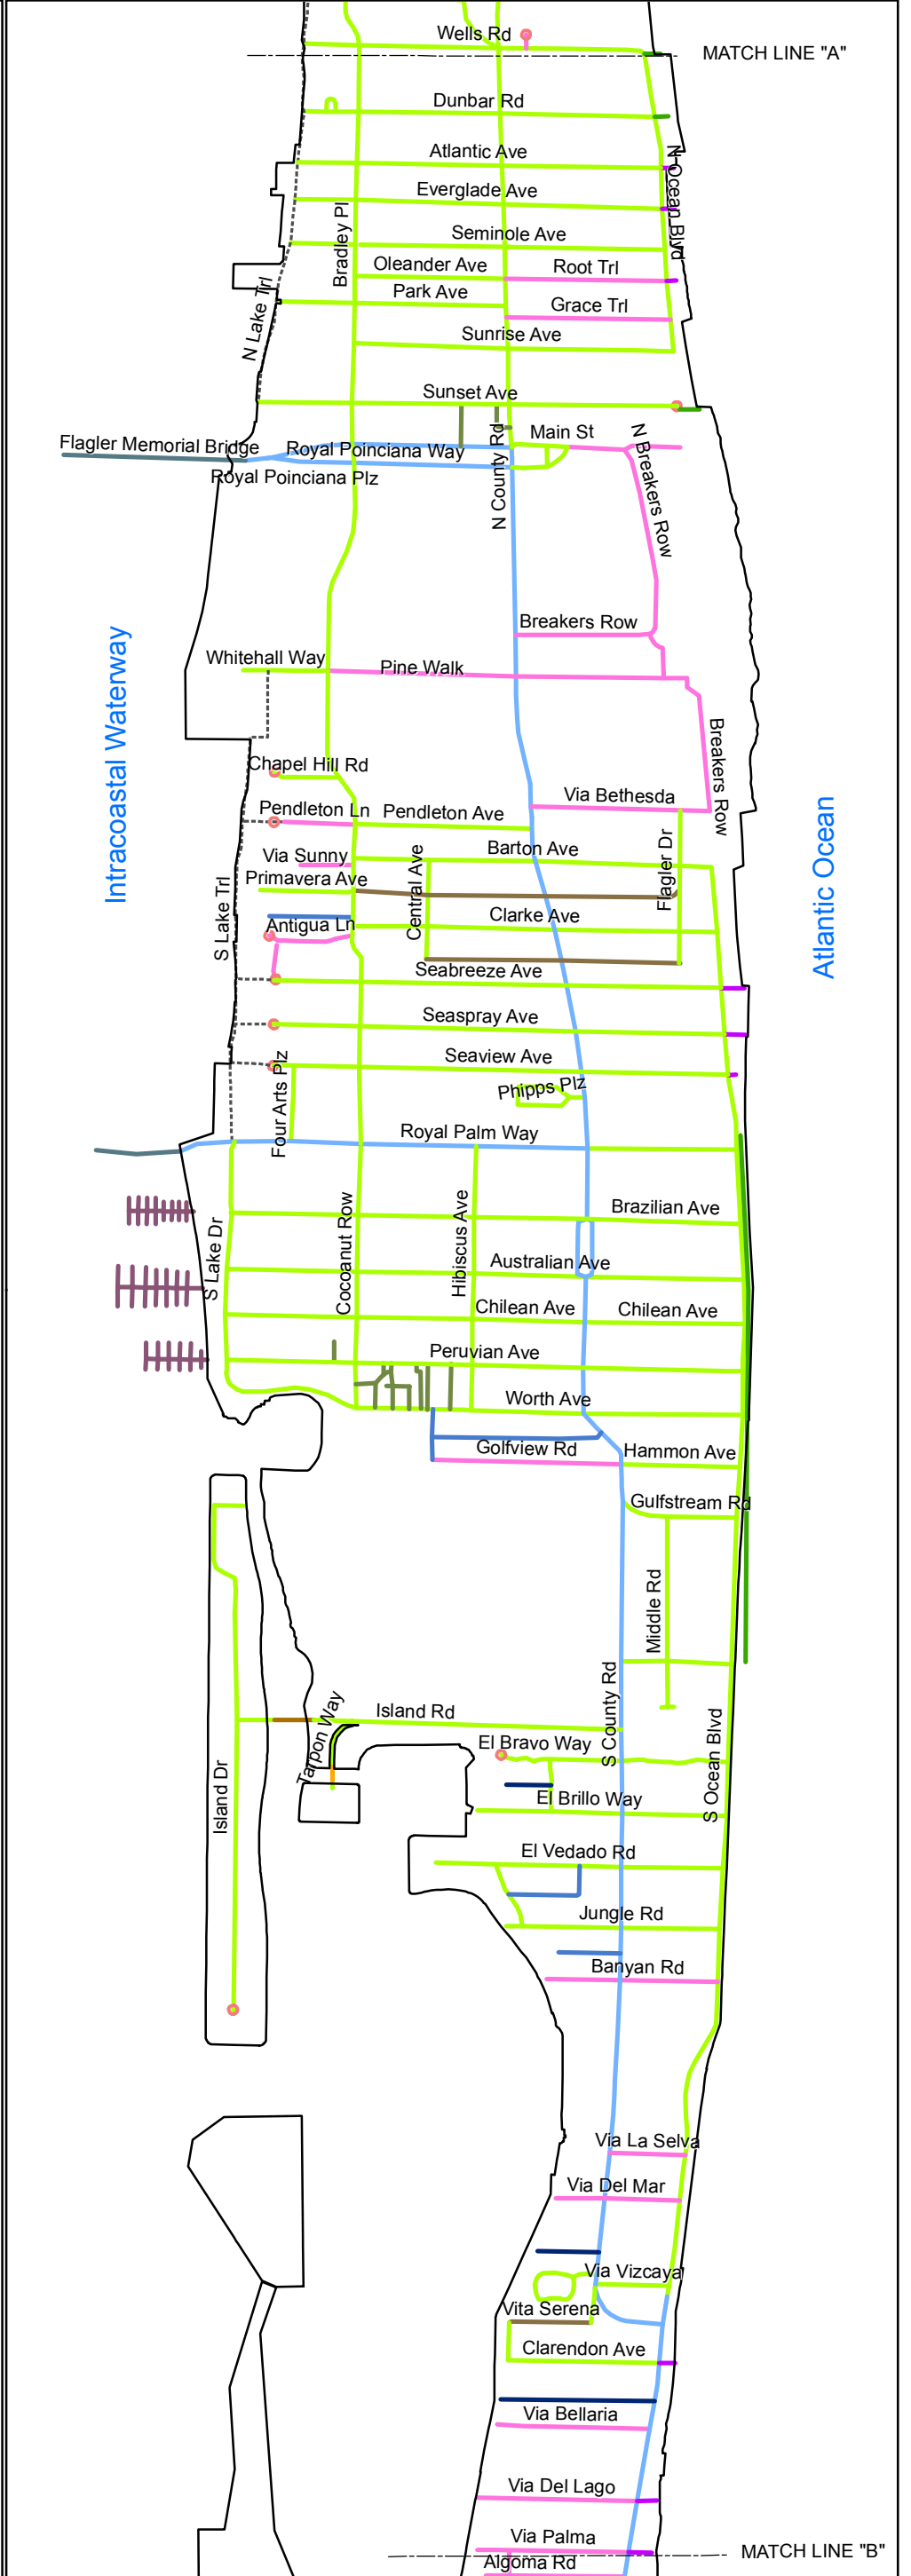 Wells Rd
MATCH LINE "A"
Dunbar Rd
Atlantic Ave
N Ocean Blvd
Everglade Ave
Bradley Pl
Seminole Ave
Oleander Ave
Root Trl
Park Ave
Grace Trl
N Lake Trl
Sunrise Ave
Sunset Ave
Main St
N County Rd
N Breakers Row
Flagler Memorial Bridge
Royal Poinciana Way
Royal Poinciana Plz
Breakers Row
Intracoastal Waterway
Whitehall Way
Pine Walk
Breakers Row
Chapel Hill Rd
Via Bethesda
Pendleton Ln
Pendleton Ave
Atlantic Ocean
Via Sunny
Barton Ave
Central Ave
Flagler Dr
Primavera Ave
S Lake Trl
Antigua Ln
Clarke Ave
Seabreeze Ave
Seaspray Ave
Seaview Ave
Four Arts Plz
Phipps Plz
Royal Palm Way
S Lake Dr
Cocoanut Row
Hibiscus Ave
Brazilian Ave
Australian Ave
Chilean Ave
Chilean Ave
Peruvian Ave
Worth Ave
Golfview Rd
Hammon Ave
Gulfstream Rd
Middle Rd
S County Rd
Tarpon Way
Island Rd
S Ocean Blvd
El Bravo Way
Island Dr
El Brillo Way
El Vedado Rd
Jungle Rd
Banyan Rd
Via La Selva
Via Del Mar
Via Vizcaya
Vita Serena
Clarendon Ave
Via Bellaria
Via Del Lago
Via Palma
MATCH LINE "B"
Algoma Rd